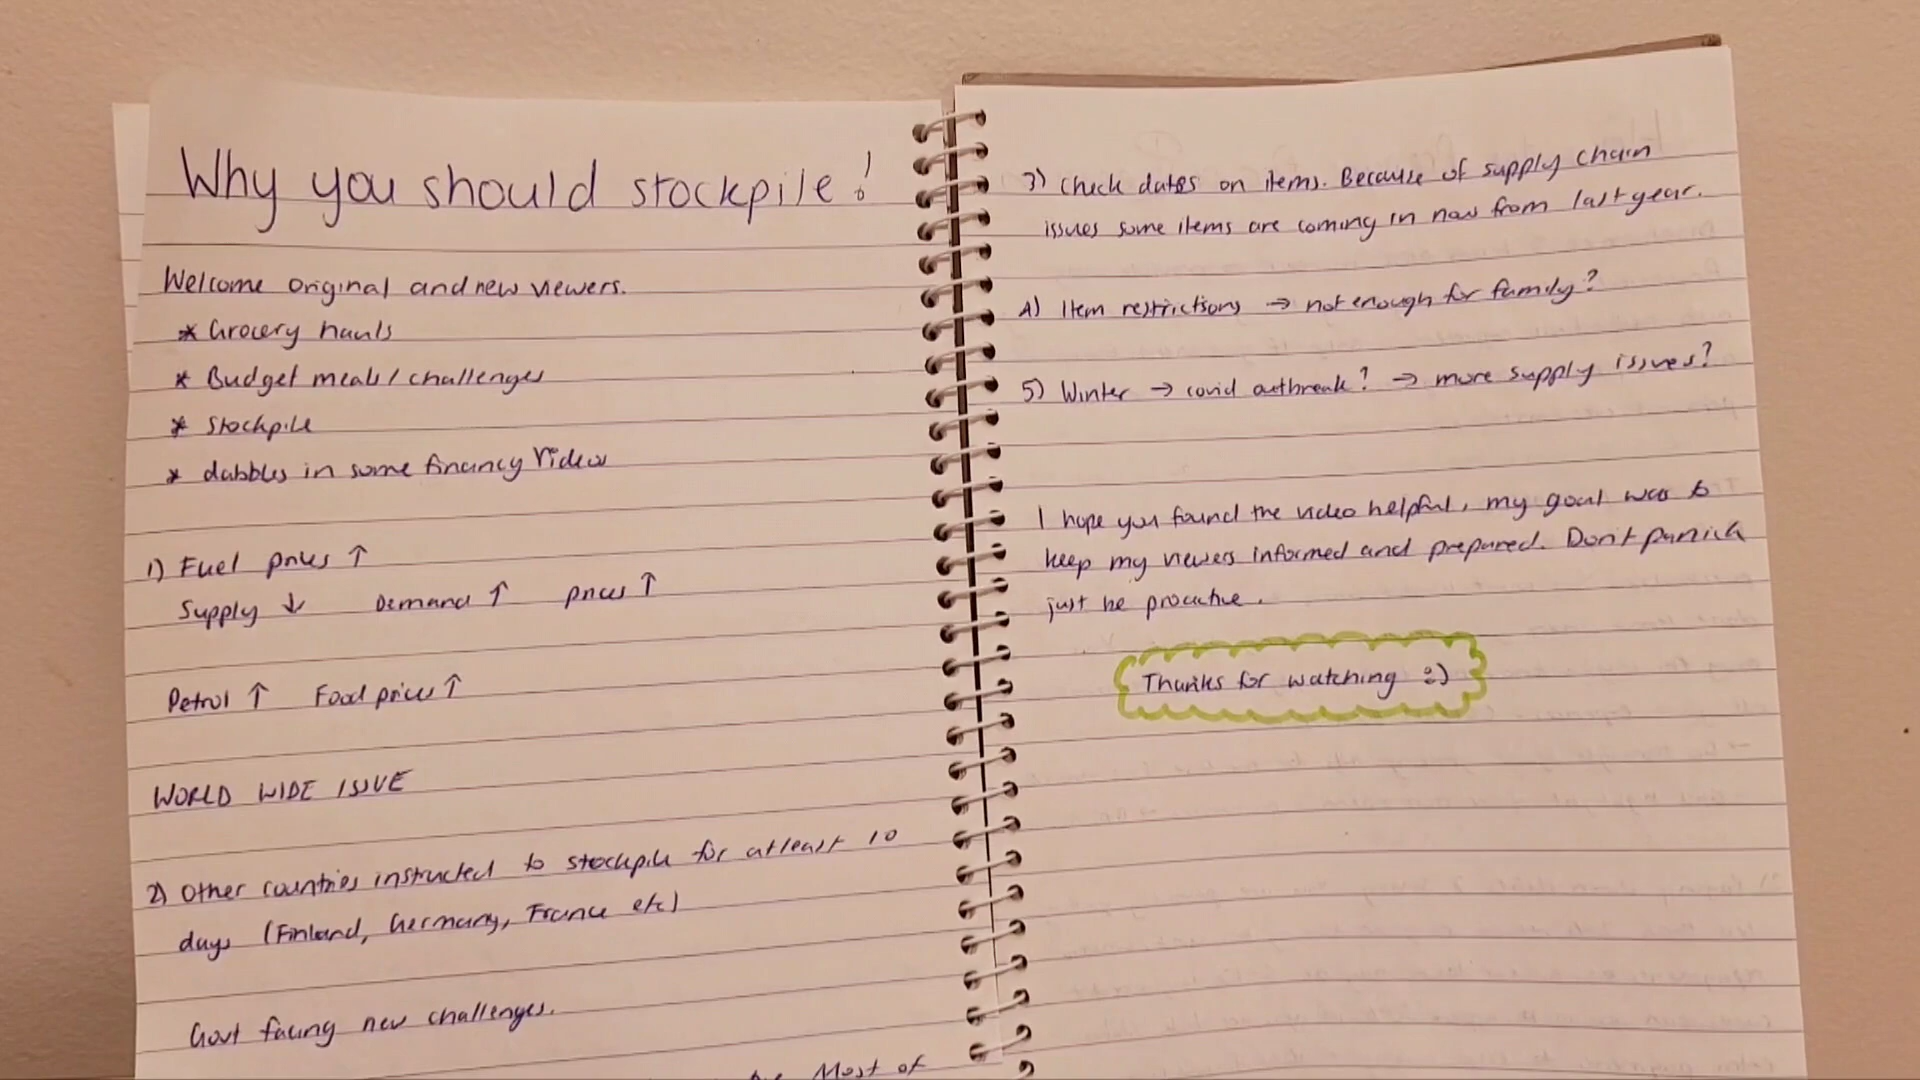 Why you should stockpile!
Welcome original and new viewers.
* Grocery hauls
* Budget meals / challenges
* Stockpile
* dabbles in some financy videos
1) Fuel prices ↑
Supply ↓ Demand ↑ prices ↑
Petrol ↑ Food prices ↑
WORLD WIDE ISSUE
2) Other countries instructed to stockpile for atleast 10
days (Finland, Germany, France etc)
Govt facing new challenges.
Most of
3) Check dates on items. Because of supply chain
issues some items are coming in now from last year.
4) Item restrictions → not enough for family?
5) Winter → covid outbreak? → more supply issues?
I hope you found the video helpful, my goal was to
keep my viewers informed and prepared. Don't panick
just be proactive.
Thanks for watching :)